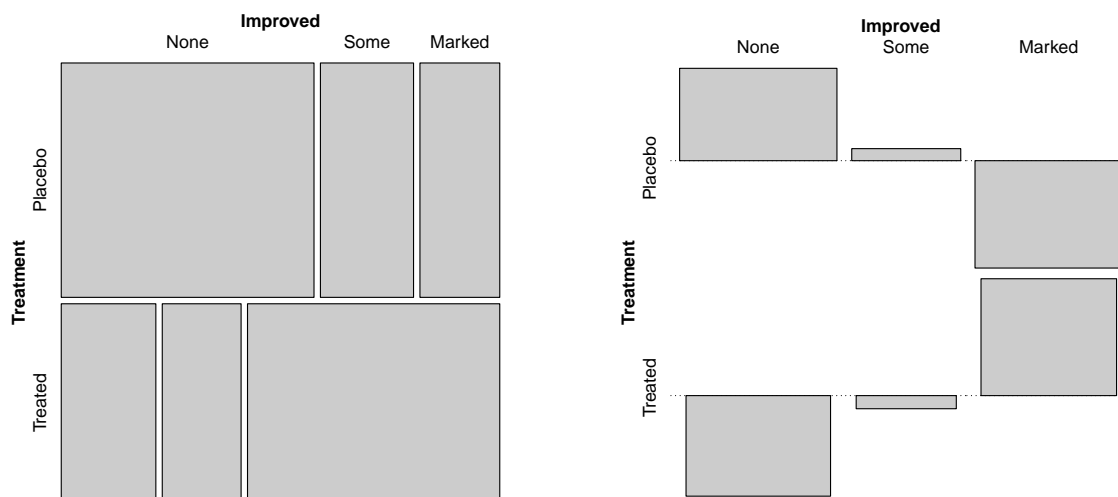 Improved
None Some Marked
Treatment
Placebo
Treated
Improved
None Some Marked
Treatment
Placebo
Treated